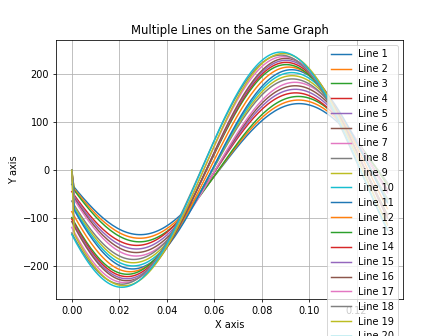 Multiple Lines on the Same Graph
Y axis
200
100
0
−100
−200
0.00
0.02
0.04
0.06
0.08
0.10
X axis
Line 1
Line 2
Line 3
Line 4
Line 5
Line 6
Line 7
Line 8
Line 9
Line 10
Line 11
Line 12
Line 13
Line 14
Line 15
Line 16
Line 17
Line 18
Line 19
Line 20